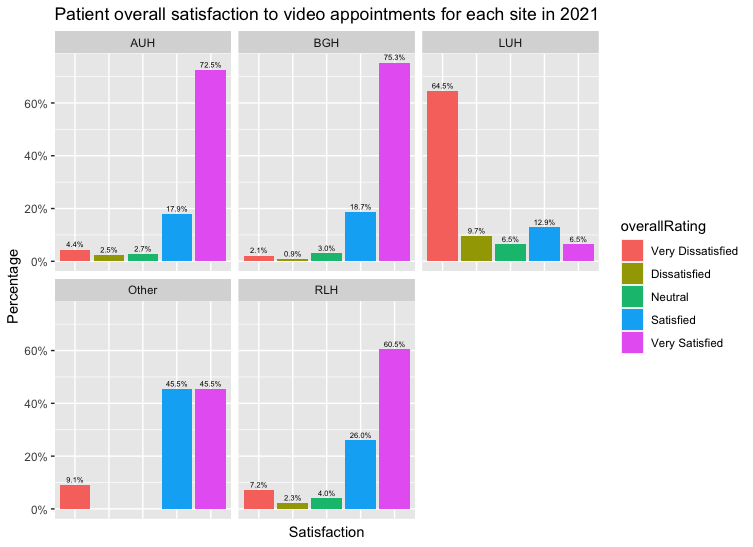 Patient overall satisfaction to video appointments for each site in 2021
AUH
BGH
LUH
72.5%
75.3%
64.5%
60%
40%
20%
0%
4.4%
2.5%
2.7%
17.9%
2.1%
0.9%
3.0%
18.7%
9.7%
6.5%
12.9%
6.5%
Percentage
Other
RLH
60%
40%
20%
0%
9.1%
45.5%
45.5%
7.2%
2.3%
4.0%
26.0%
60.5%
Satisfaction
overallRating
Very Dissatisfied
Dissatisfied
Neutral
Satisfied
Very Satisfied